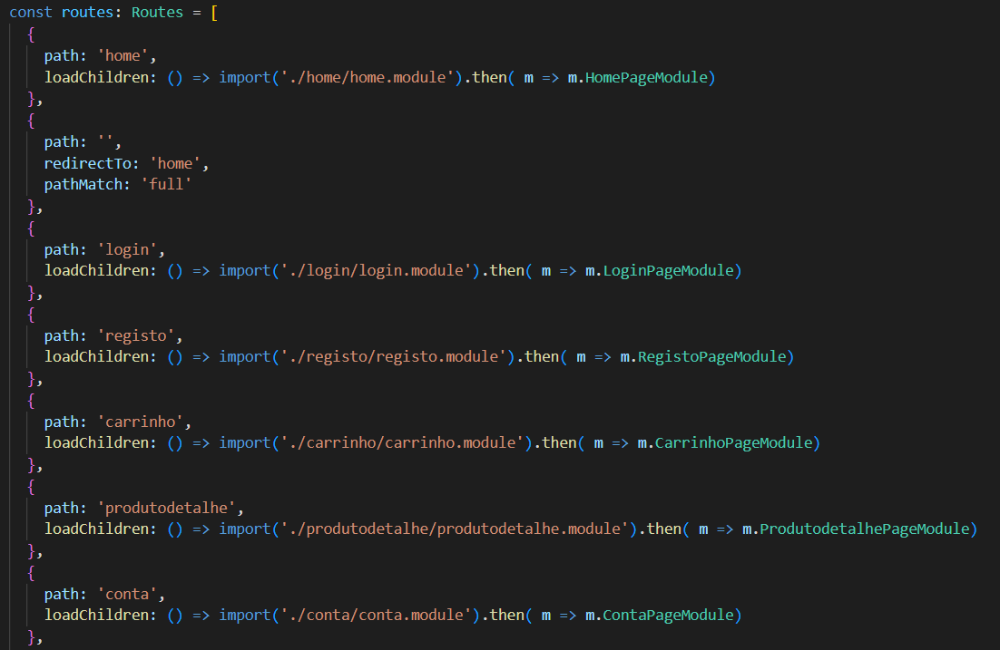 const routes: Routes = [
  {
    path: 'home',
    loadChildren: () => import('./home/home.module').then( m => m.HomePageModule)
  },
  {
    path: '',
    redirectTo: 'home',
    pathMatch: 'full'
  },
  {
    path: 'login',
    loadChildren: () => import('./login/login.module').then( m => m.LoginPageModule)
  },
  {
    path: 'registo',
    loadChildren: () => import('./registo/registo.module').then( m => m.RegistoPageModule)
  },
  {
    path: 'carrinho',
    loadChildren: () => import('./carrinho/carrinho.module').then( m => m.CarrinhoPageModule)
  },
  {
    path: 'produtodetalhe',
    loadChildren: () => import('./produtodetalhe/produtodetalhe.module').then( m => m.ProdutodetalhePageModule)
  },
  {
    path: 'conta',
    loadChildren: () => import('./conta/conta.module').then( m => m.ContaPageModule)
  },